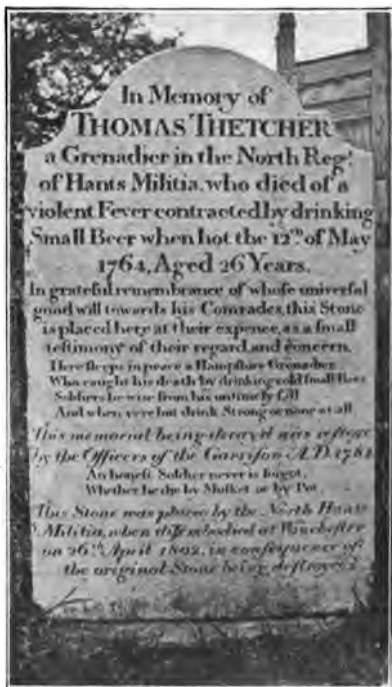 In Memory of
THOMAS THETCHER
a Grenadier in the North Regt.
of Hants Militia, who died of a
violent Fever contracted by drinking
Small Beer when hot the 12th of May
1764, Aged 26 Years.
In grateful remembrance of whoſe univerſal
good will towards his Comrades, this Stone
is placed here at their expence, as a ſmall
teſtimony of their regard and concern.
Here ſleeps in peace a Hampſhire Grenadier,
Who caught his death by drinking cold ſmall Beer
Soldiers be wiſe from his untimely fall
And when yere hot drink Strong or none at all
This memorial being decay'd was reſtor'd
by the Officers of the Garriſon A.D. 1781
An honeſt Soldier never is forgot,
Whether he die by Muſket or by Pot.
This Stone was placed by the North Hants
Militia, when diſembodied at Wincheſter
on 26th April 1802, in conſequence of
the original Stone being deſtroyed